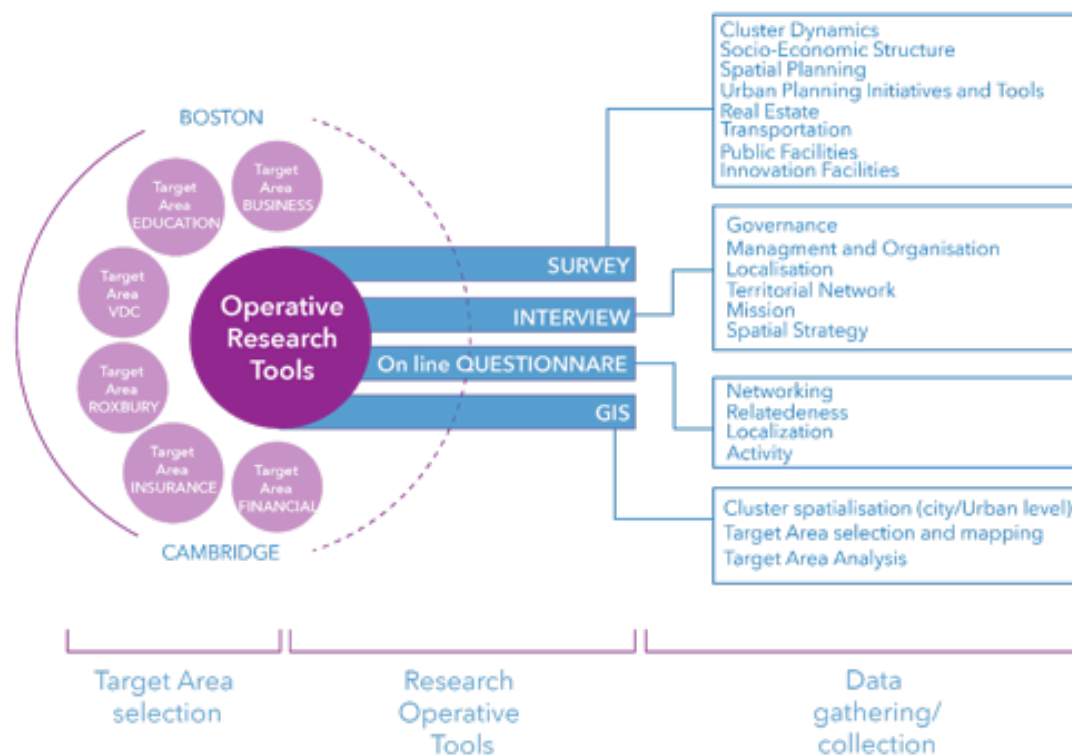 BOSTON
Target
Area
BUSINESS
Target
Area
EDUCATION
Target
Area
VDC
Target
Area
ROXBURY
Target
Area
INSURANCE
Target
Area
FINANCIAL
CAMBRIDGE
Operative
Research
Tools
SURVEY
INTERVIEW
On line QUESTIONNARE
GIS
Cluster Dynamics
Socio-Economic Structure
Spatial Planning
Urban Planning Initiatives and Tools
Real Estate
Transportation
Public Facilities
Innovation Facilities
Governance
Managment and Organisation
Localisation
Territorial Network
Mission
Spatial Strategy
Networking
Relatedeness
Localization
Activity
Cluster spatialisation (city/Urban level)
Target Area selection and mapping
Target Area Analysis
Target Area
selection
Research
Operative
Tools
Data
gathering/
collection